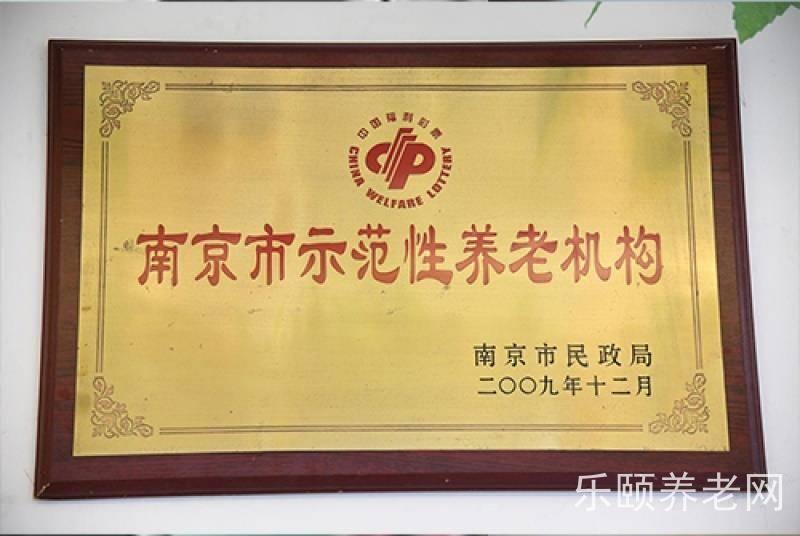 中国福利彩票
CHINA WELFARE LOTTERY
南京市示范性养老机构
南京市民政局
二〇〇九年十二月
乐颐养老网